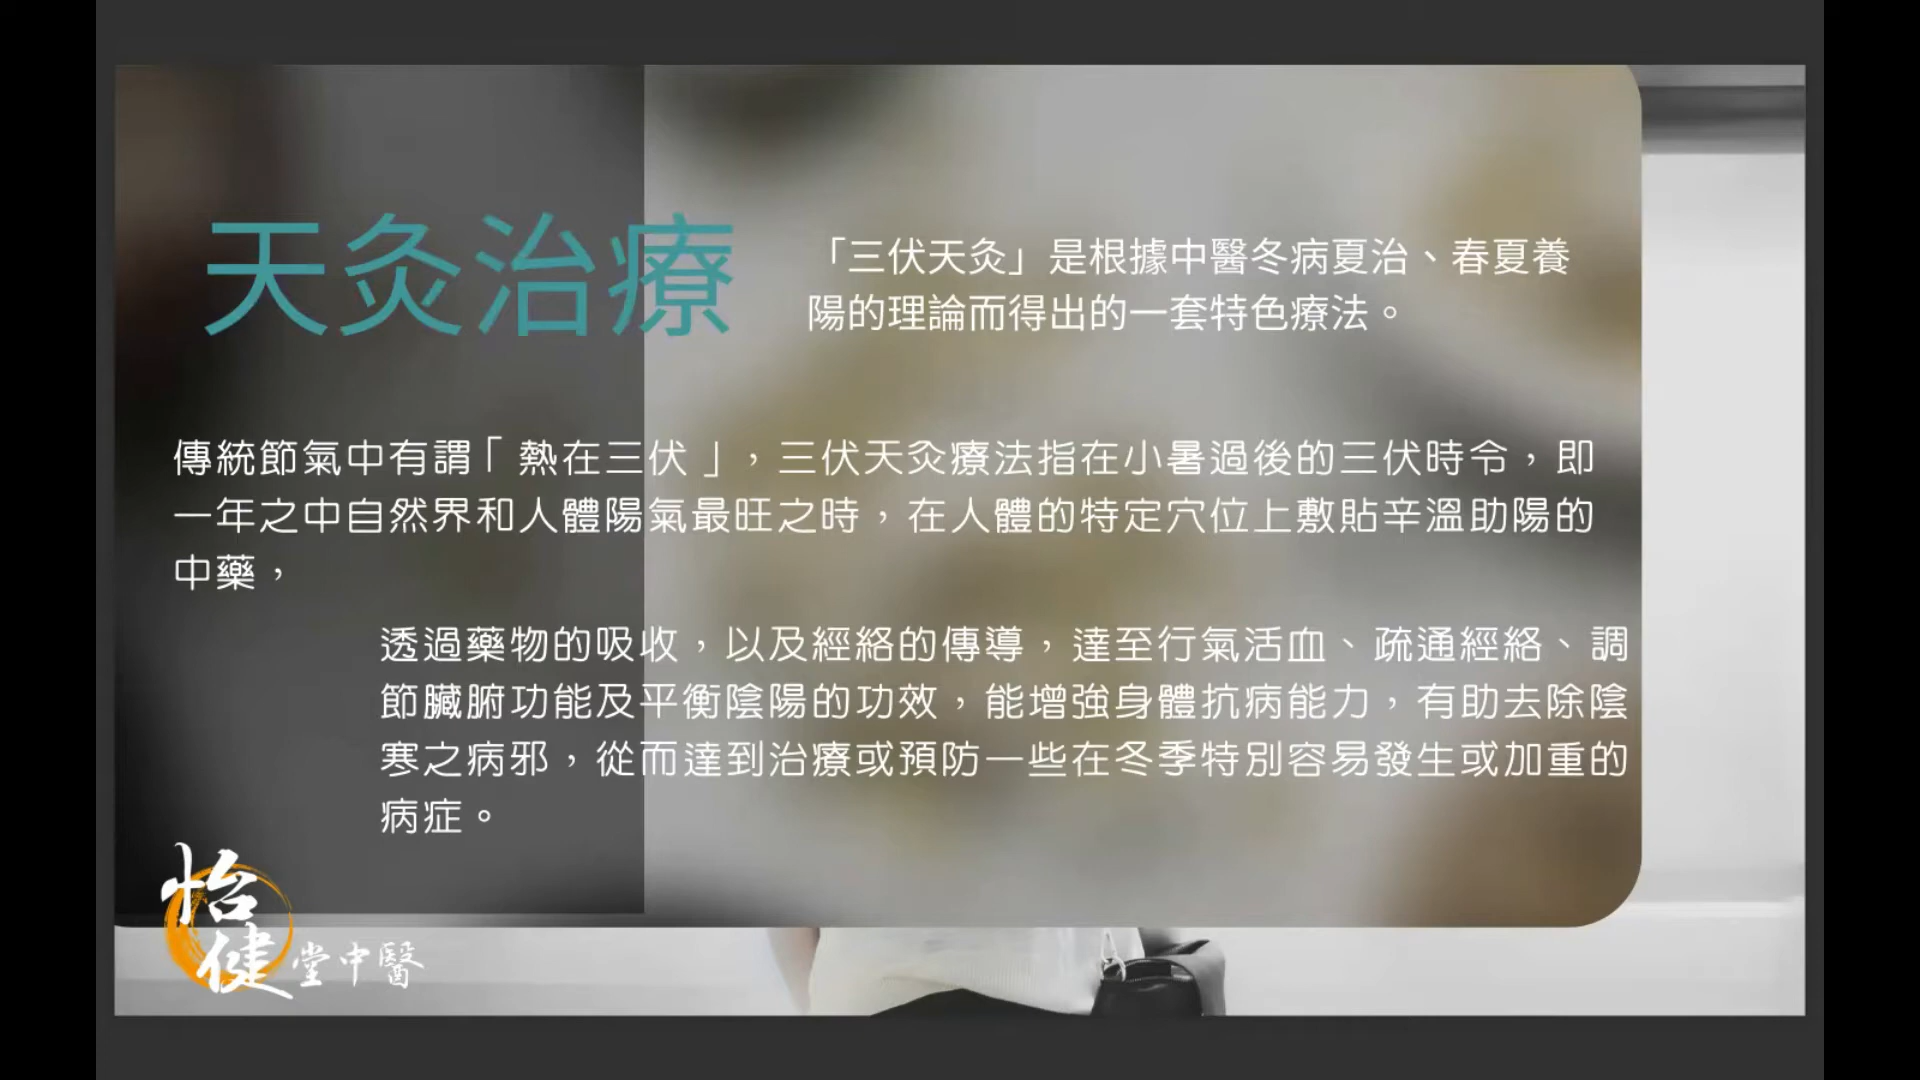 天灸治療
「三伏天灸」是根據中醫冬病夏治、春夏養
陽的理論而得出的一套特色療法。
傳統節氣中有謂「 熱在三伏 」，三伏天灸療法指在小暑過後的三伏時令，即
一年之中自然界和人體陽氣最旺之時，在人體的特定穴位上敷貼辛溫助陽的
中藥，
透過藥物的吸收，以及經絡的傳導，達至行氣活血、疏通經絡、調
節臟腑功能及平衡陰陽的功效，能增強身體抗病能力，有助去除陰
寒之病邪，從而達到治療或預防一些在冬季特別容易發生或加重的
病症。
怡健堂中醫